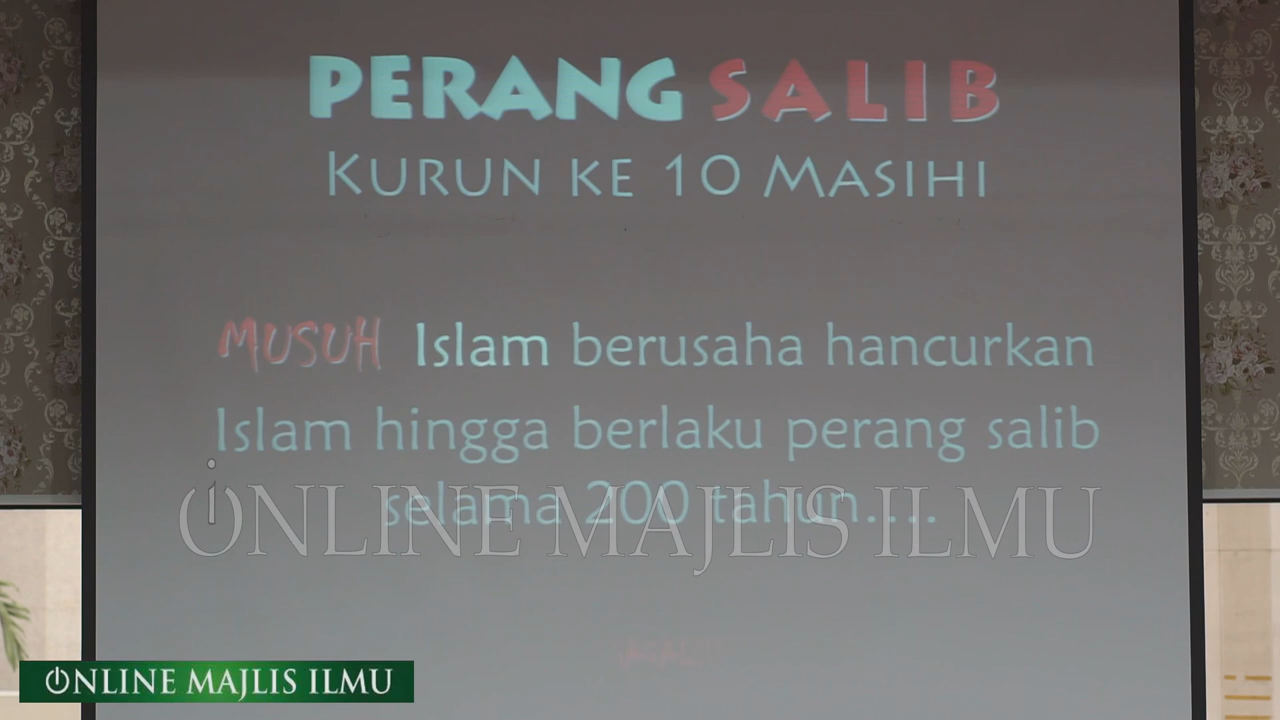 PERANG SALIB
KURUN KE 10 MASIHI
MUSUH Islam berusaha hancurkan
Islam hingga berlaku perang salib
selama 200 tahun....
ONLINE MAJLIS ILMU
ONLINE MAJLIS ILMU